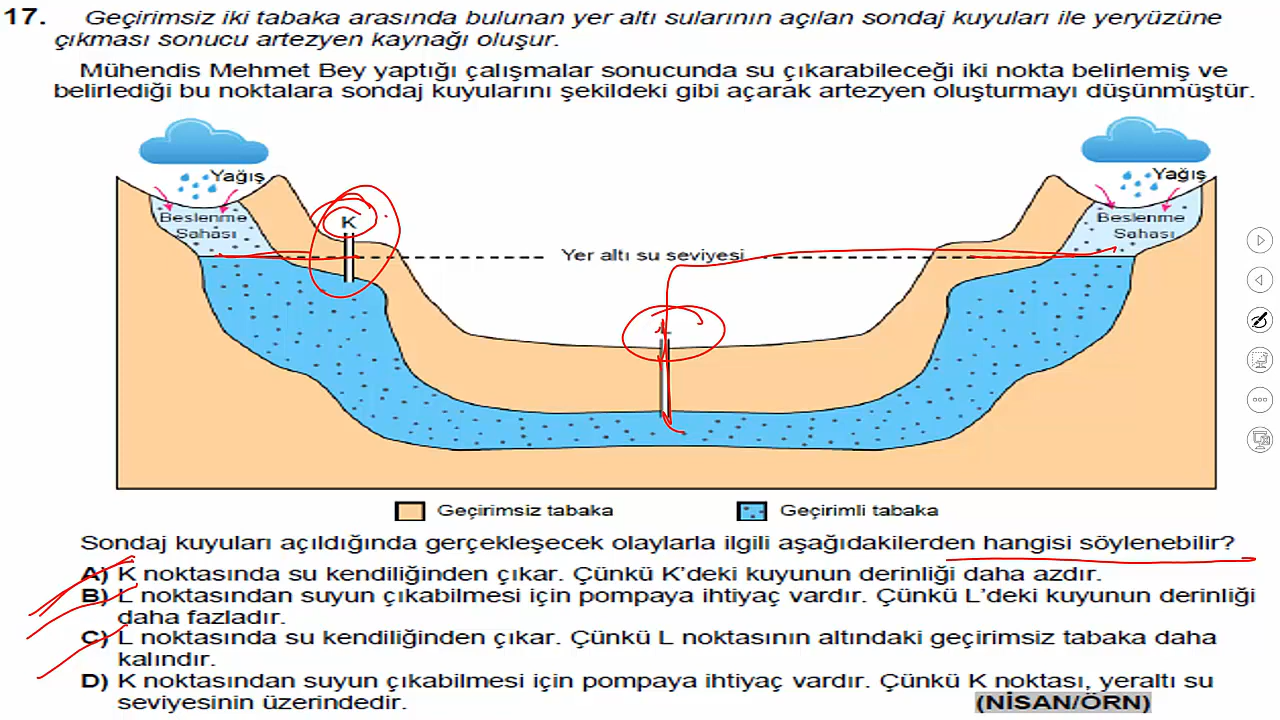 17. Geçirimsiz iki tabaka arasında bulunan yer altı sularının açılan sondaj kuyuları ile yeryüzüne
çıkması sonucu artezyen kaynağı oluşur.
Mühendis Mehmet Bey yaptığı çalışmalar sonucunda su çıkarabileceği iki nokta belirlemiş ve
belirlediği bu noktalara sondaj kuyularını şekildeki gibi açarak artezyen oluşturmayı düşünmüştür.
Yağış
Yağış
Beslenme
Sahası
K
Beslenme
Sahası
Yer altı su seviyesi
Geçirimsiz tabaka
Geçirimli tabaka
Sondaj kuyuları açıldığında gerçekleşecek olaylarla ilgili aşağıdakilerden hangisi söylenebilir?
A) K noktasında su kendiliğinden çıkar. Çünkü K'deki kuyunun derinliği daha azdır.
B) L noktasından suyun çıkabilmesi için pompaya ihtiyaç vardır. Çünkü L'deki kuyunun derinliği
daha fazladır.
C) L noktasında su kendiliğinden çıkar. Çünkü L noktasının altındaki geçirimsiz tabaka daha
kalındır.
D) K noktasından suyun çıkabilmesi için pompaya ihtiyaç vardır. Çünkü K noktası, yeraltı su
seviyesinin üzerindedir.
(NİSAN/ÖRN)